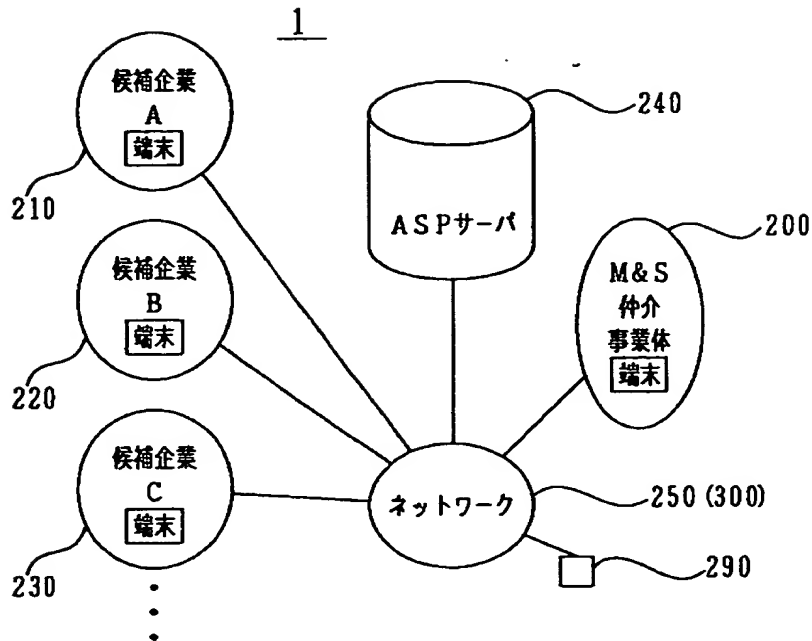 1
候補企業
A
端末
210
240
ASPサーバ
200
M&S
仲介
事業体
端末
候補企業
B
端末
220
候補企業
C
端末
230
ネットワーク
250(300)
290